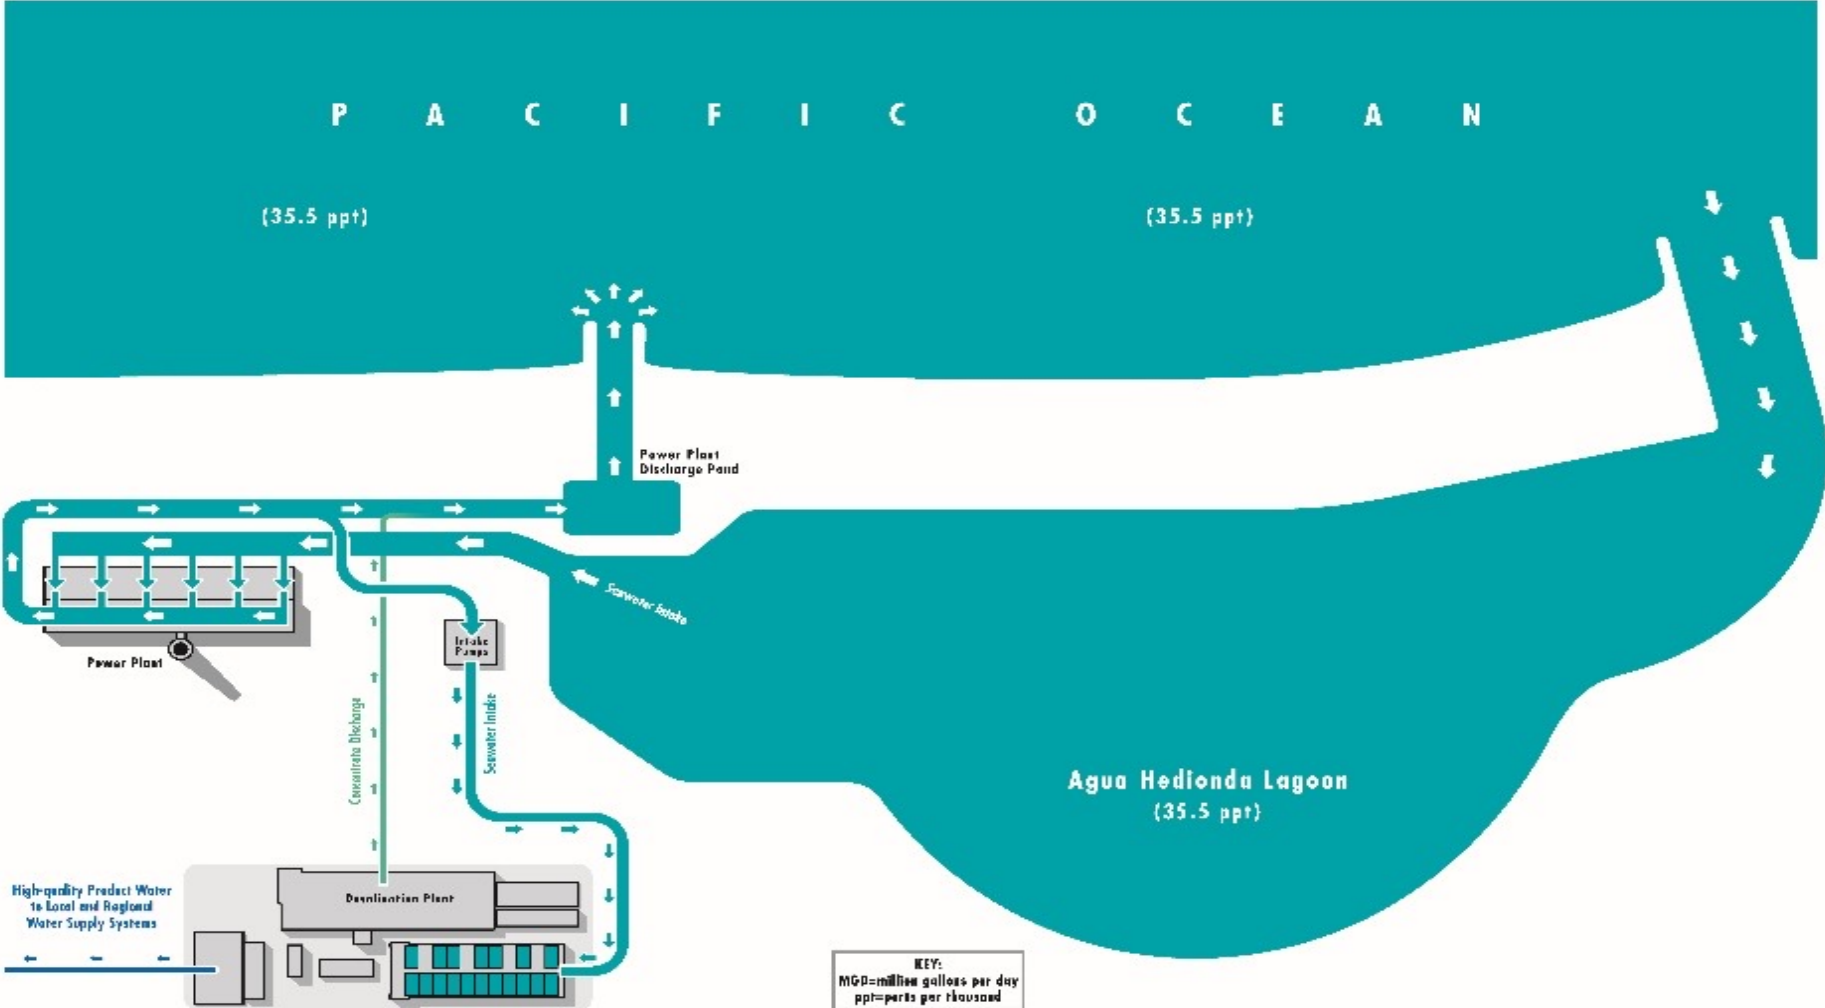 PACIFIC OCEAN
(35.5 ppt)
(35.5 ppt)
Power Plant
Discharge Pond
Seawater Intake
Intake
Pumps
Power Plant
Concentrate Discharge
Seawater Intake
Agua Hedionda Lagoon
(35.5 ppt)
High-quality Product Water
to Local and Regional
Water Supply Systems
Desalination Plant
KEY:
MGD=million gallons per day
ppt=parts per thousand